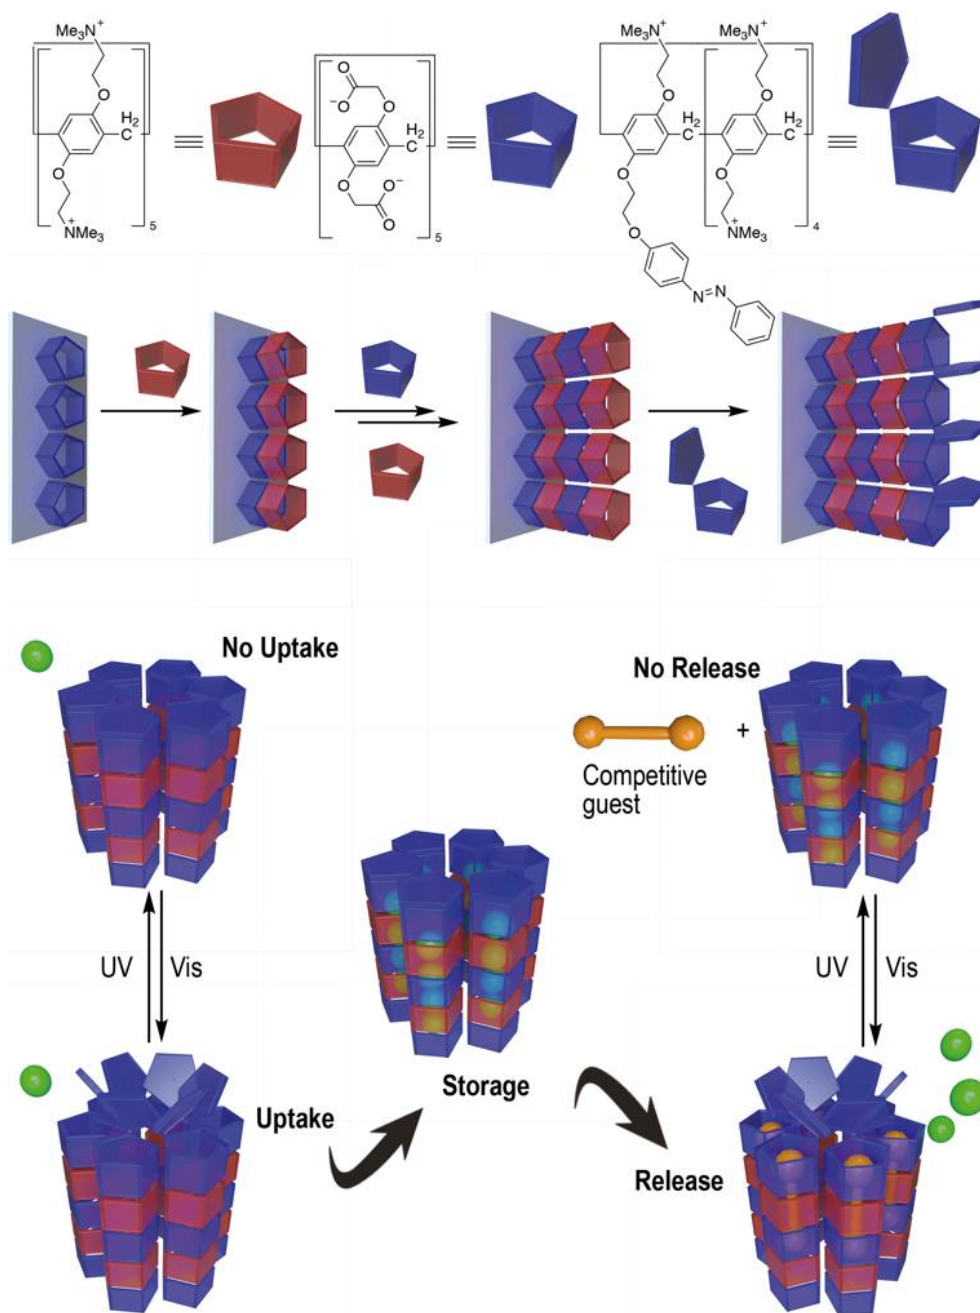 Me₃N⁺
O
H₂
C
O
⁺NMe₃
5
O
⁻O
O
H₂
C
O
O⁻
O
5
Me₃N⁺
Me₃N⁺
O
O
H₂
C
H₂
C
O
O
⁺NMe₃
4
O
N=N
No Uptake
No Release
+
Competitive
guest
UV
Vis
UV
Vis
Storage
Uptake
Release